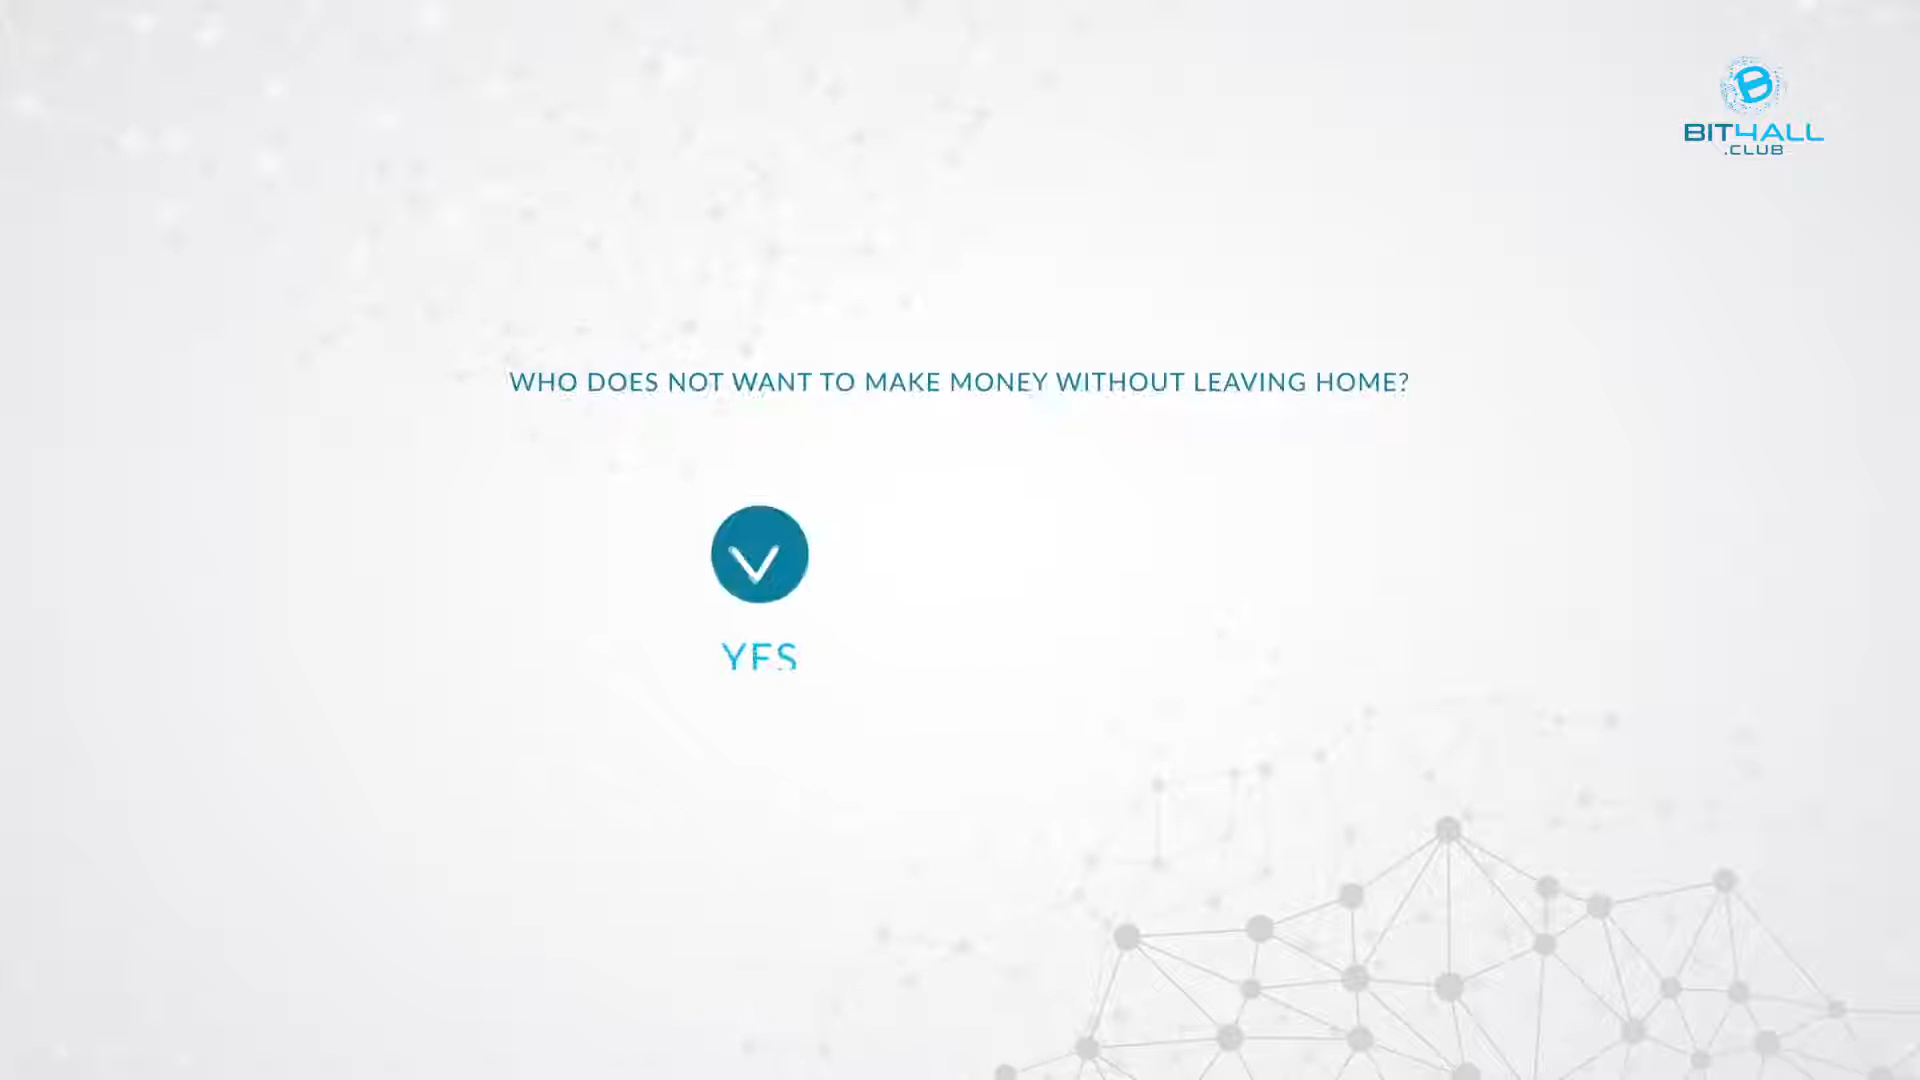 BIT4ALL
.CLUB
WHO DOES NOT WANT TO MAKE MONEY WITHOUT LEAVING HOME?
YES